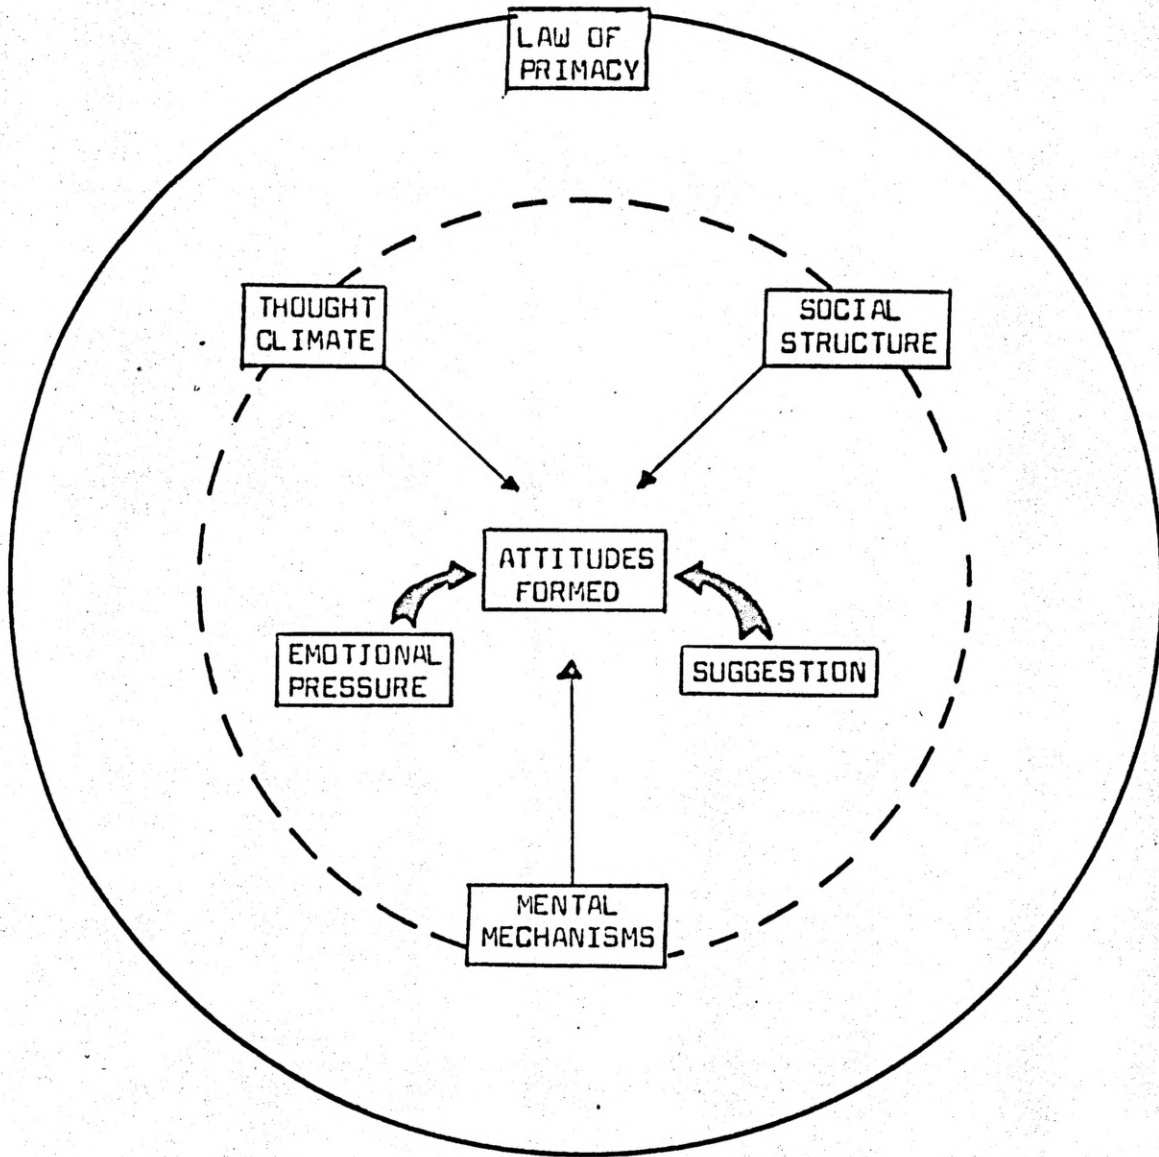 LAW OF
PRIMACY
THOUGHT
CLIMATE
SOCIAL
STRUCTURE
ATTITUDES
FORMED
EMOTIONAL
PRESSURE
SUGGESTION
MENTAL
MECHANISMS